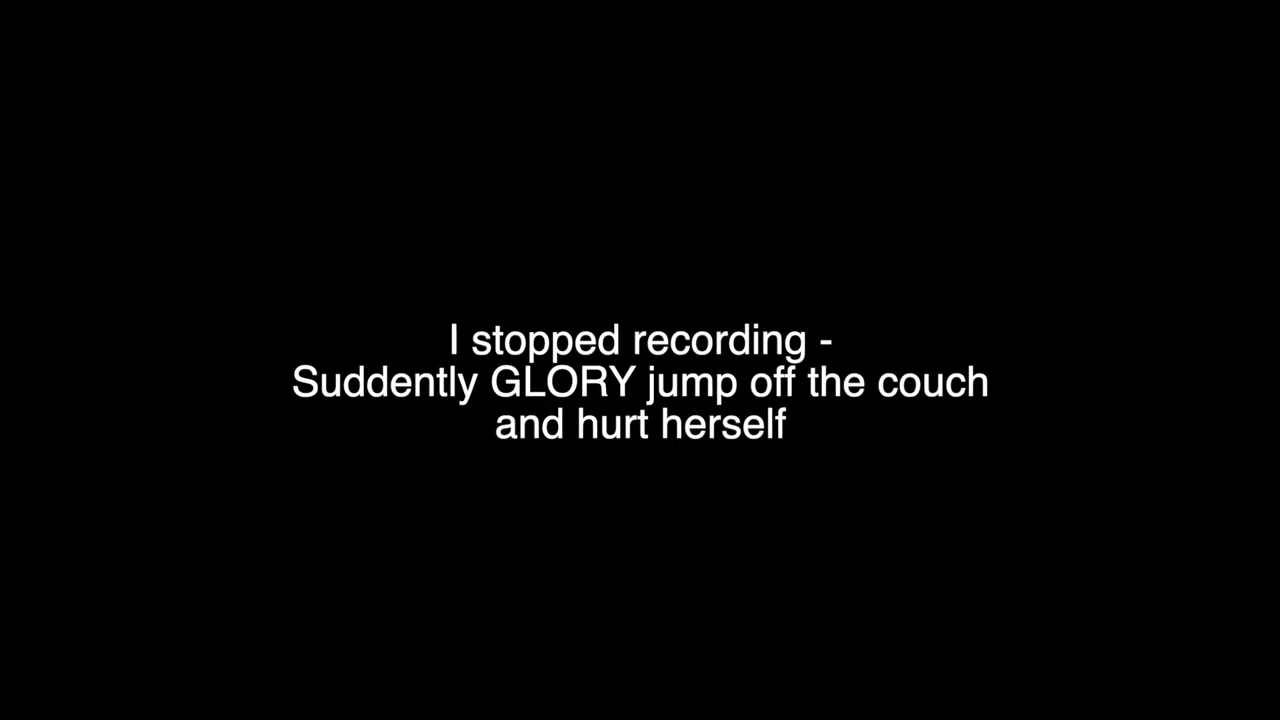 I stopped recording -
Suddently GLORY jump off the couch
and hurt herself